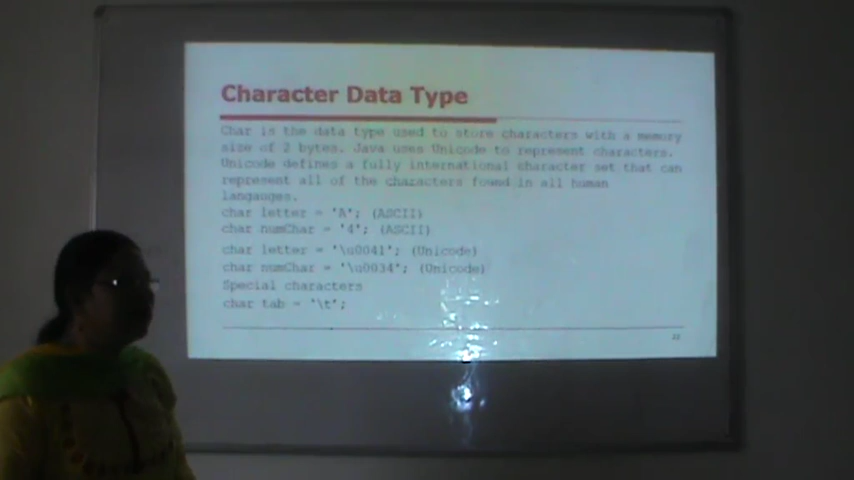 Character Data Type
Char is the data type used to store characters with a memory
size of 2 bytes. Java uses Unicode to represent characters.
Unicode defines a fully international character set that can
represent all of the characters found in all human
langauges.
char letter = 'A'; (ASCII)
char numChar = '4'; (ASCII)
char letter = '\u0041'; (Unicode)
char numChar = '\u0034'; (Unicode)
Special characters
char tab = '\t';
22